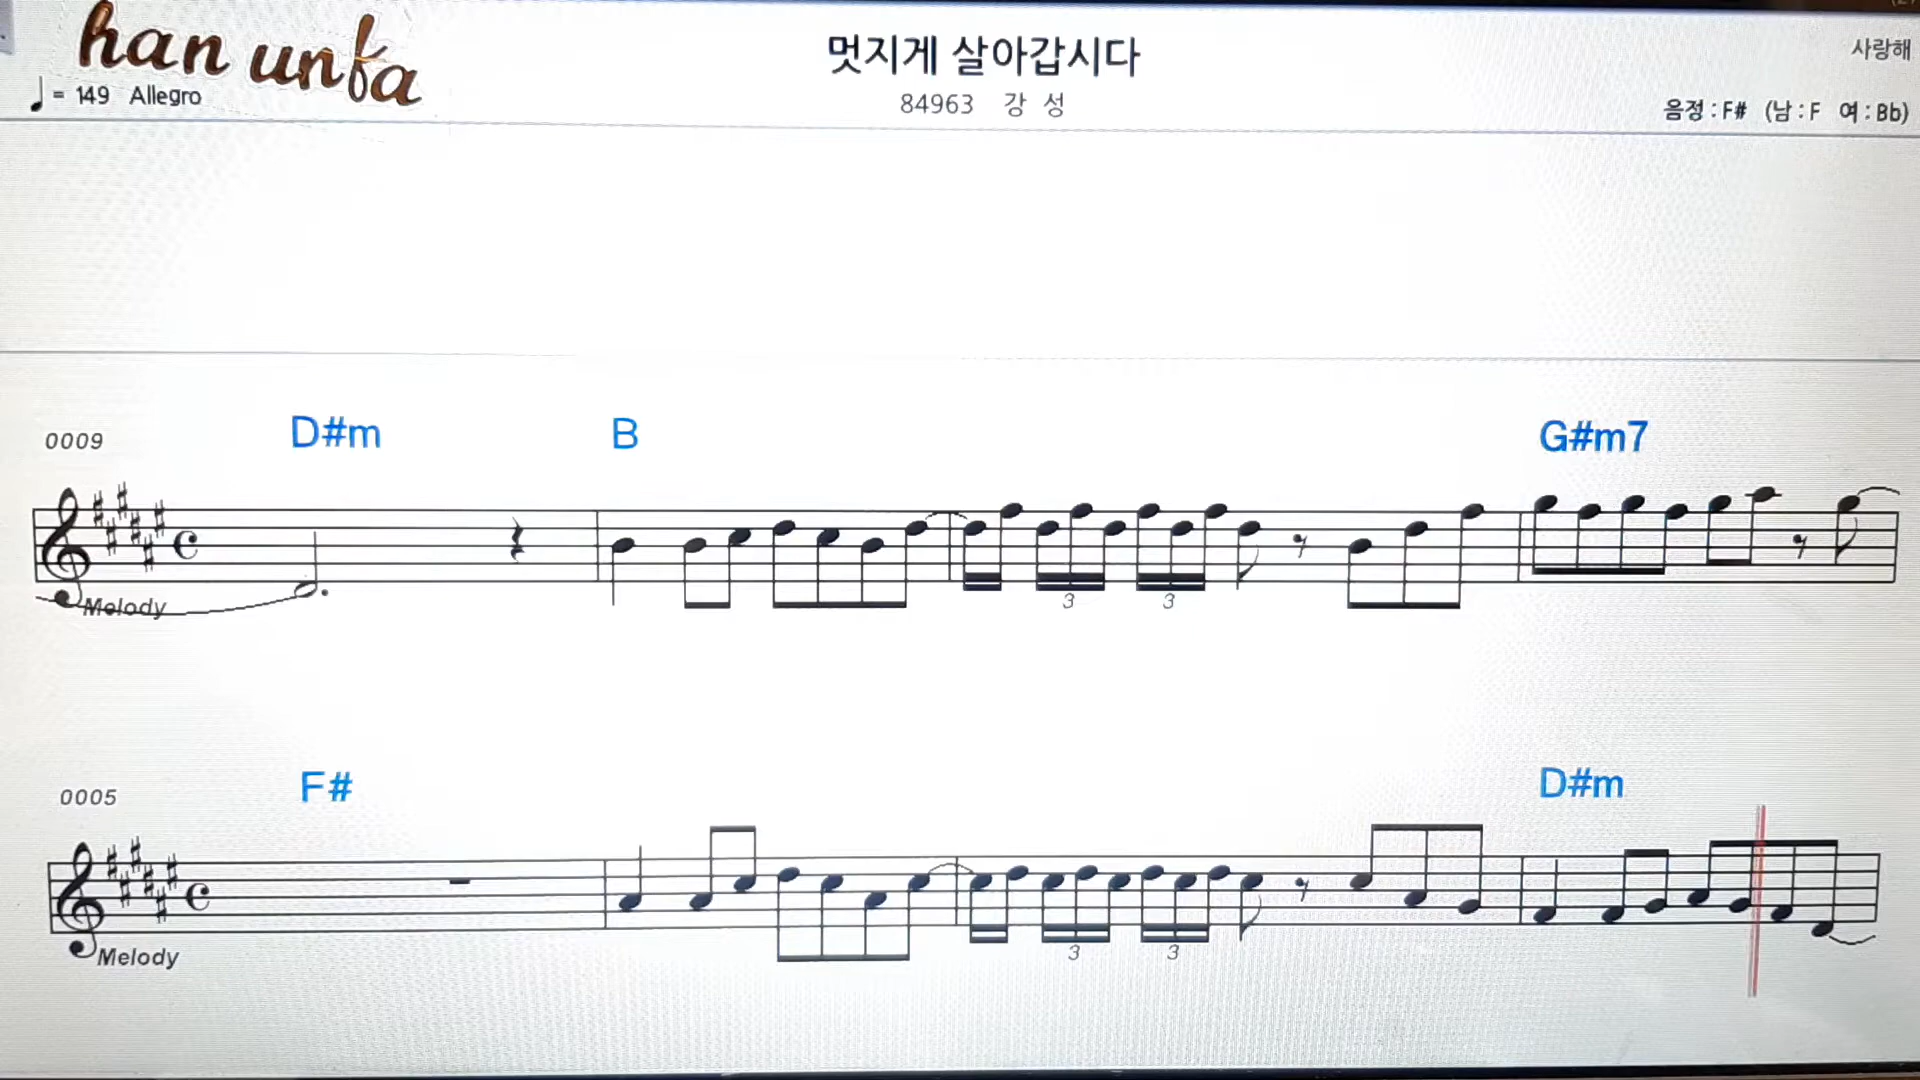 han unfa
♩= 149 Allegro
멋지게 살아갑시다
84963 강 성
사랑해
음정 : F# (남 : F 여 : Bb)
0009
D#m B G#m7
Melody
3 3
0005
F# D#m
Melody
3 3